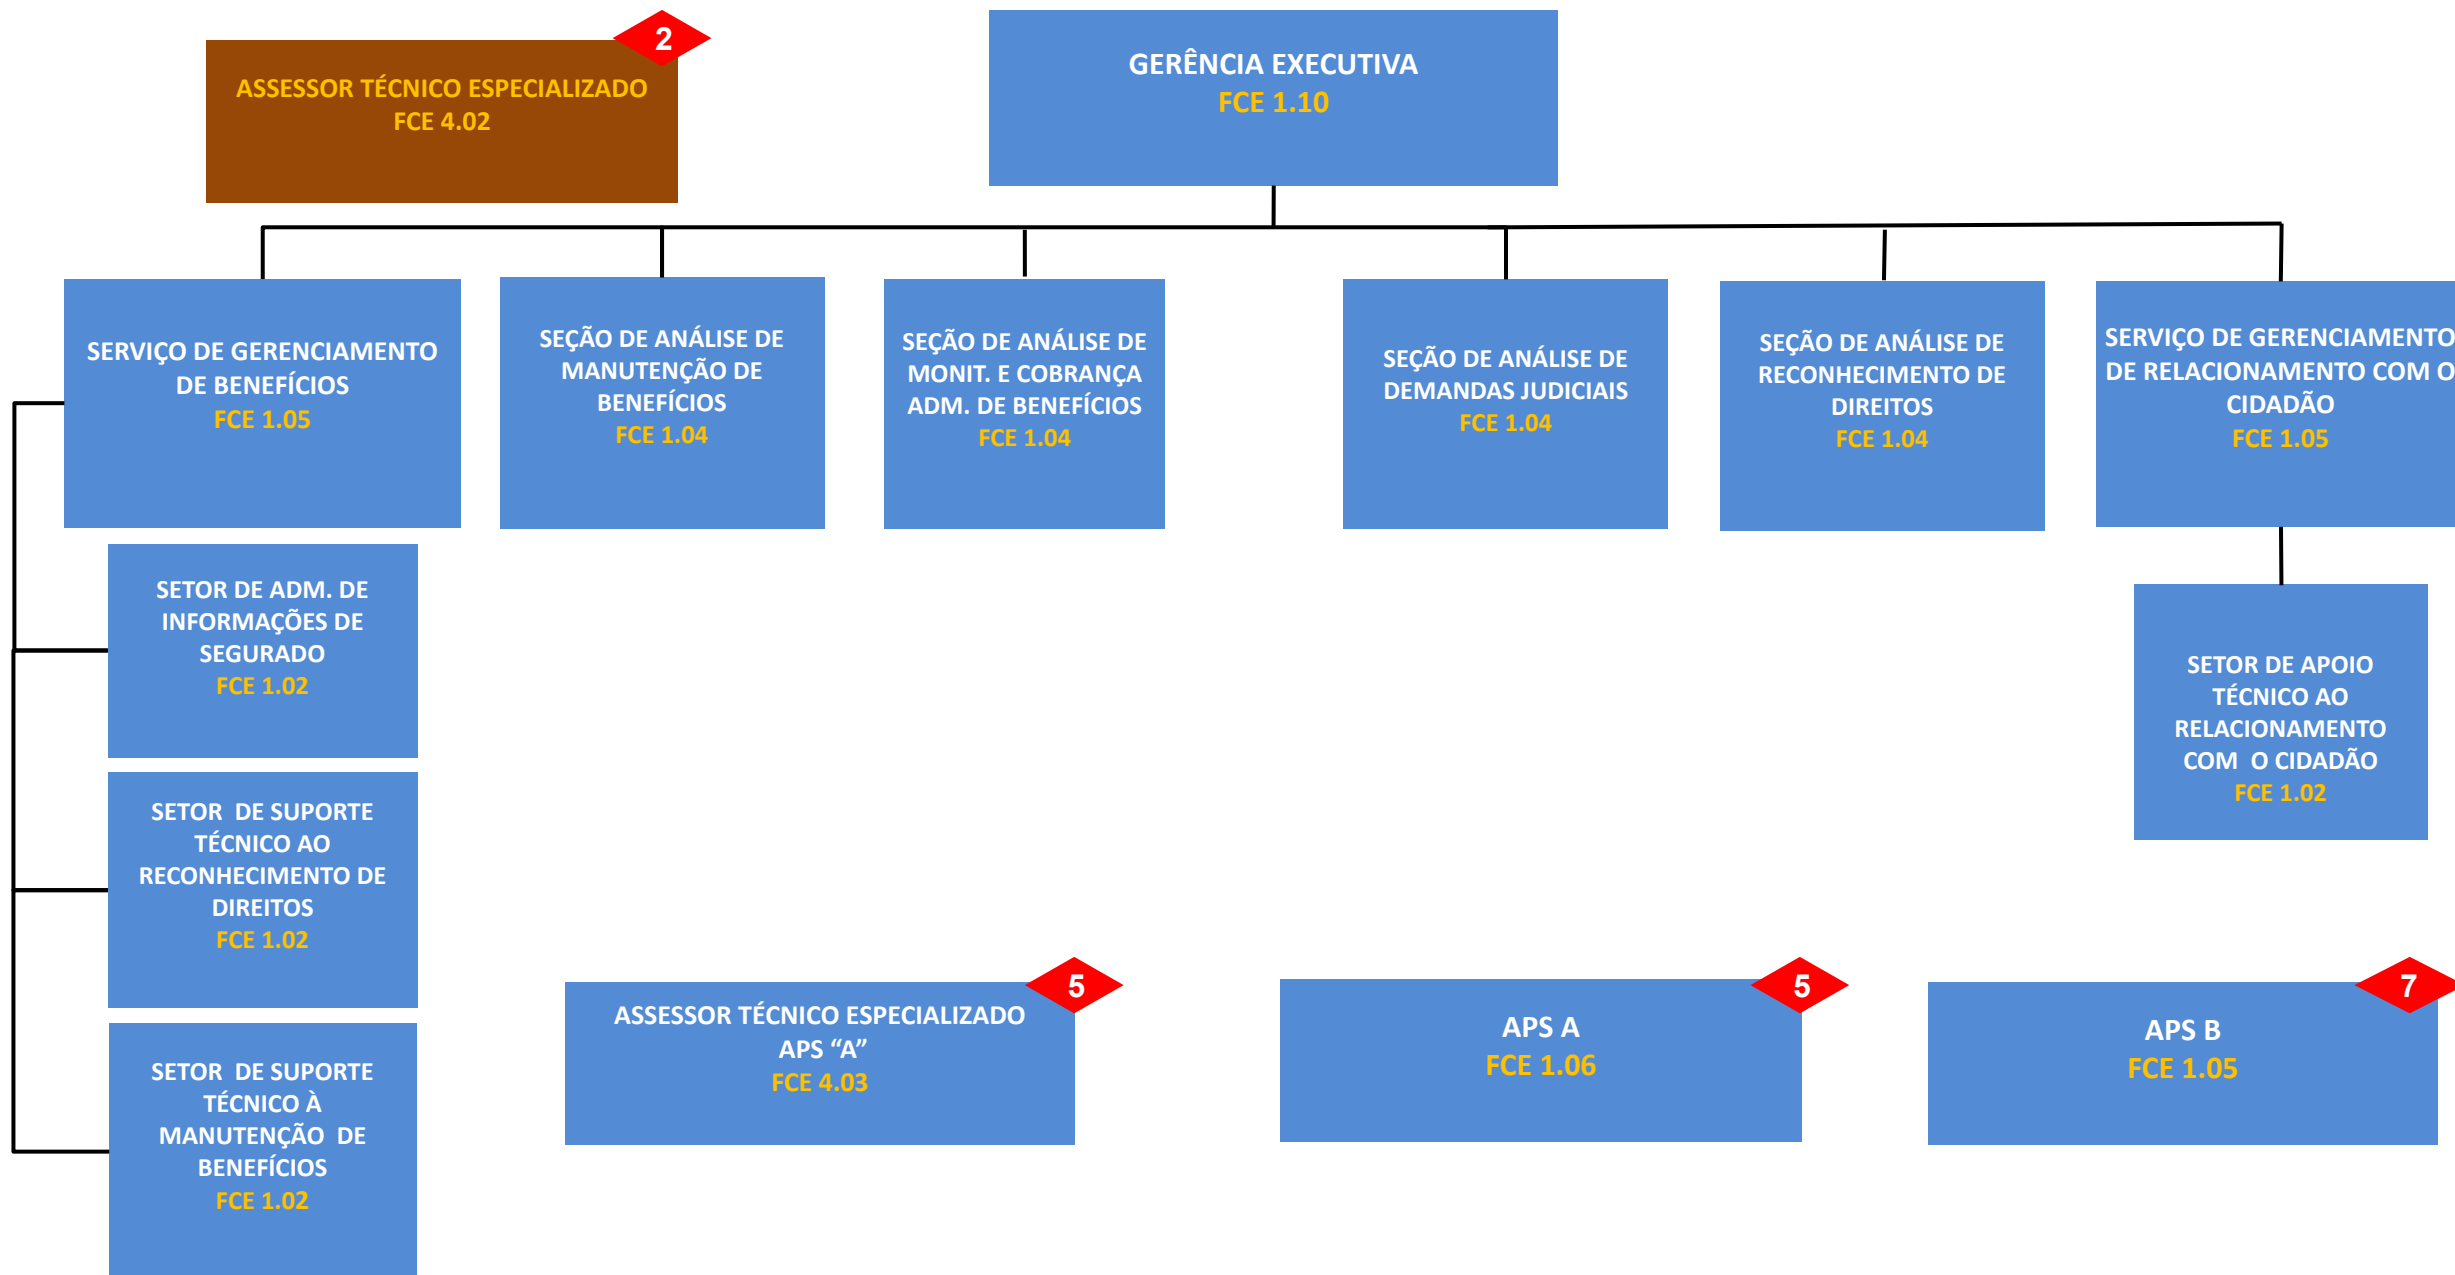 2
ASSESSOR TÉCNICO ESPECIALIZADO
FCE 4.02
GERÊNCIA EXECUTIVA
FCE 1.10
SERVIÇO DE GERENCIAMENTO
DE BENEFÍCIOS
FCE 1.05
SEÇÃO DE ANÁLISE DE
MANUTENÇÃO DE
BENEFÍCIOS
FCE 1.04
SEÇÃO DE ANÁLISE DE
MONIT. E COBRANÇA
ADM. DE BENEFÍCIOS
FCE 1.04
SEÇÃO DE ANÁLISE DE
DEMANDAS JUDICIAIS
FCE 1.04
SEÇÃO DE ANÁLISE DE
RECONHECIMENTO DE
DIREITOS
FCE 1.04
SERVIÇO DE GERENCIAMENTO
DE RELACIONAMENTO COM O
CIDADÃO
FCE 1.05
SETOR DE ADM. DE
INFORMAÇÕES DE
SEGURADO
FCE 1.02
SETOR DE APOIO
TÉCNICO AO
RELACIONAMENTO
COM O CIDADÃO
FCE 1.02
SETOR DE SUPORTE
TÉCNICO AO
RECONHECIMENTO DE
DIREITOS
FCE 1.02
SETOR DE SUPORTE
TÉCNICO À
MANUTENÇÃO DE
BENEFÍCIOS
FCE 1.02
5
ASSESSOR TÉCNICO ESPECIALIZADO
APS “A”
FCE 4.03
5
APS A
FCE 1.06
7
APS B
FCE 1.05